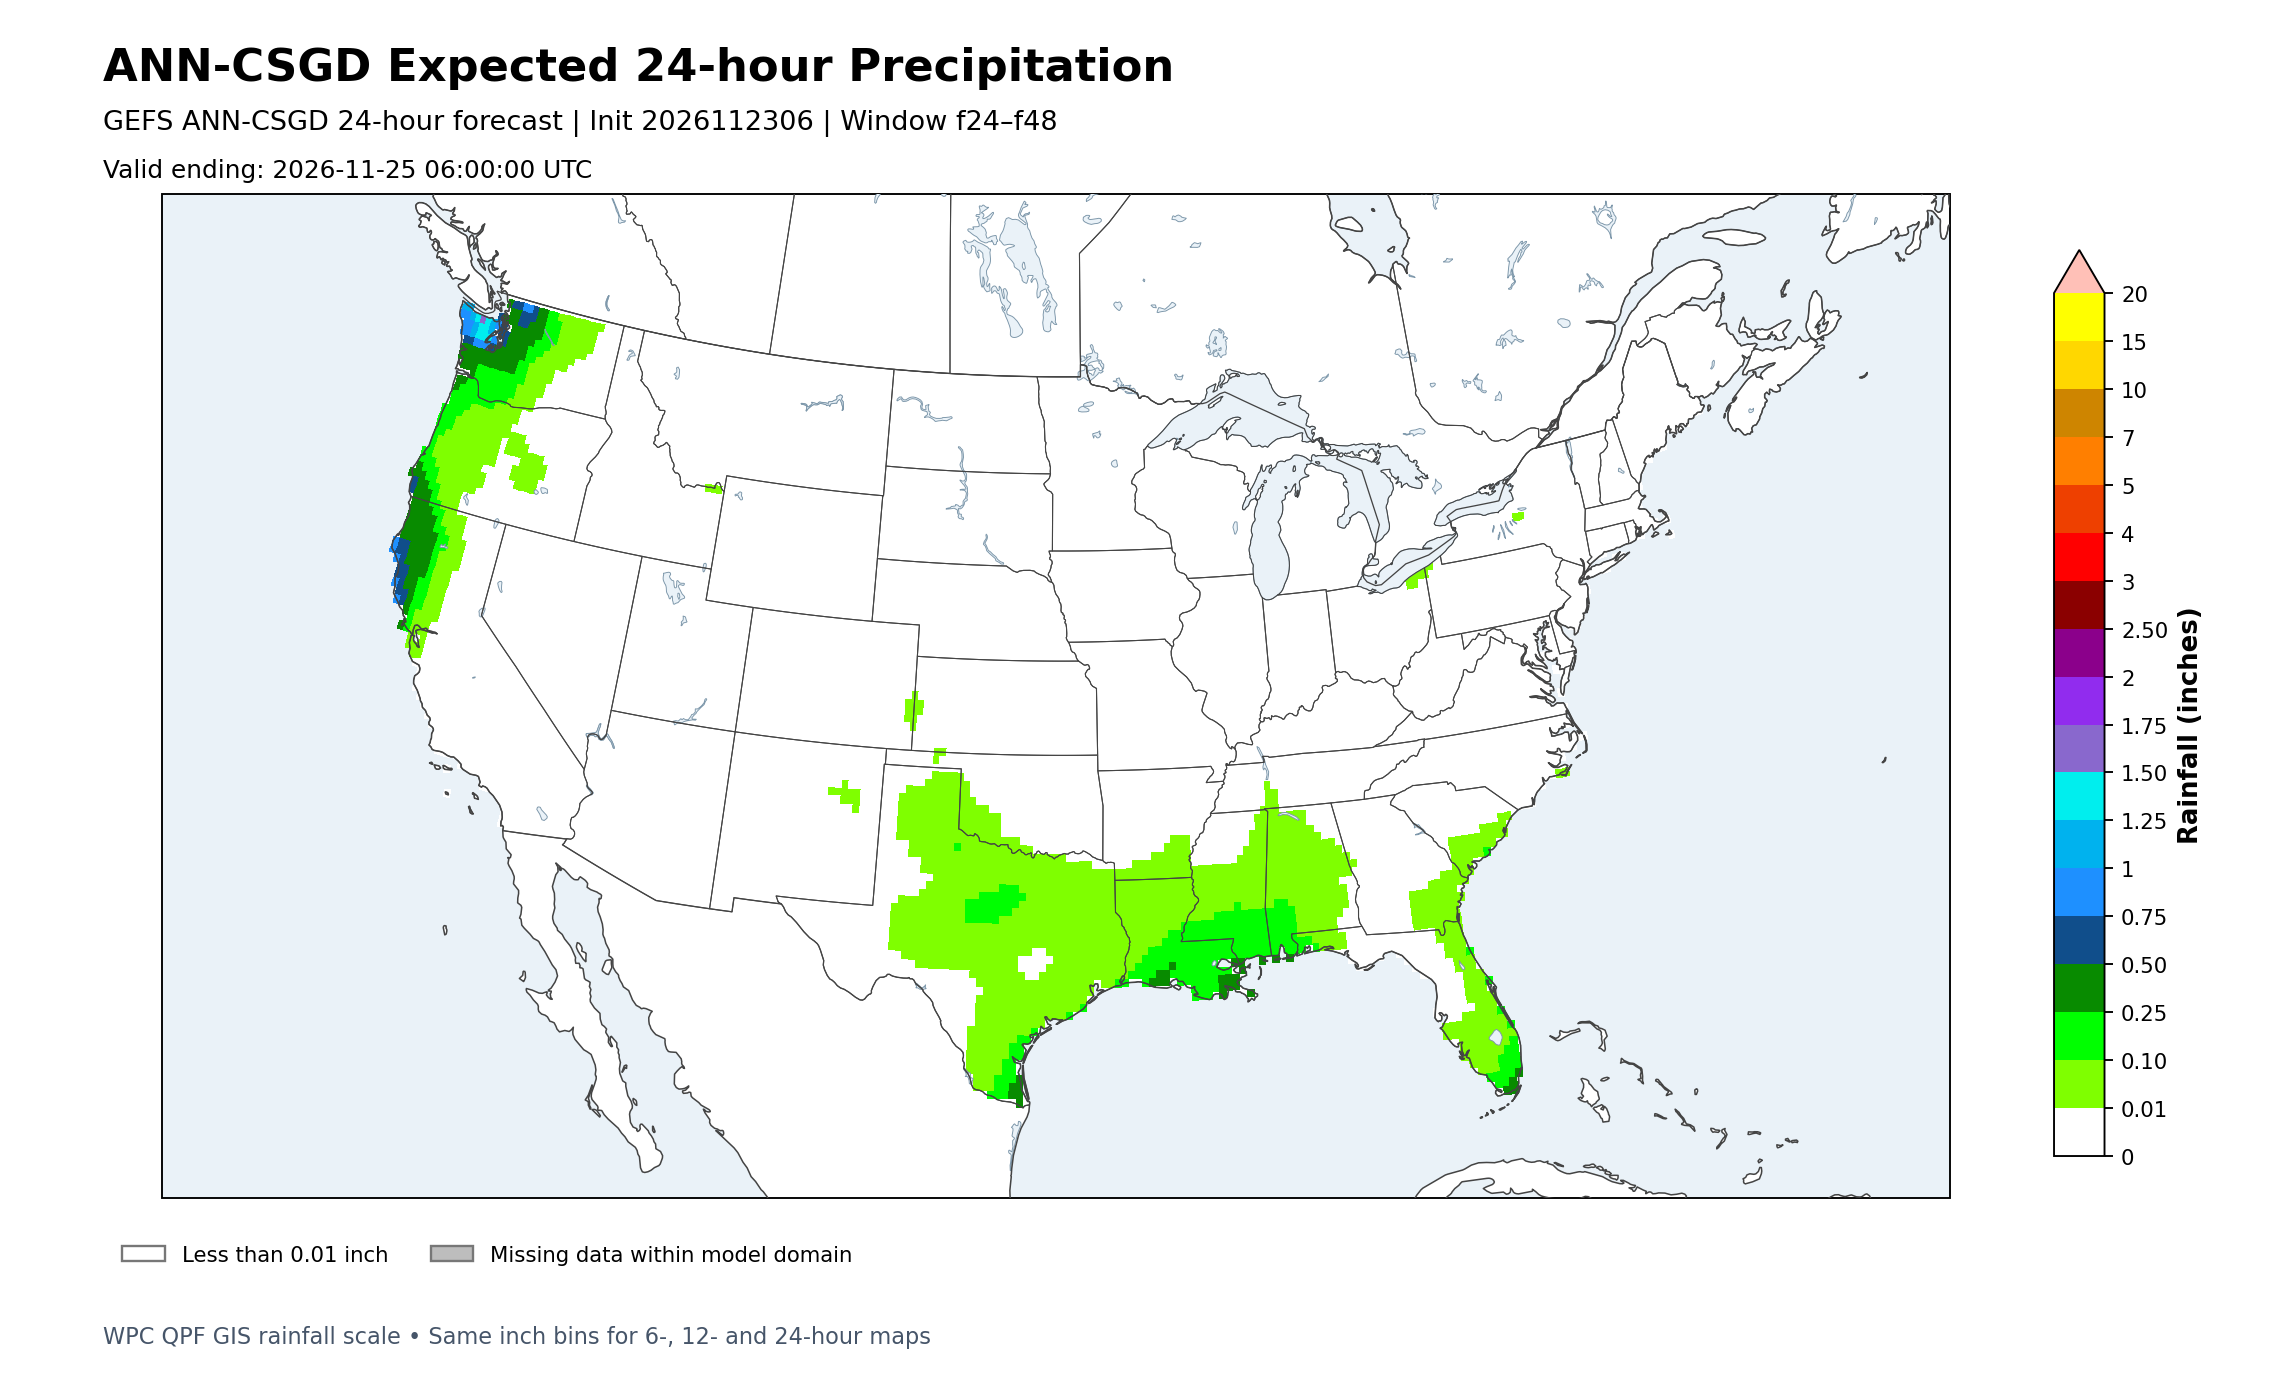 ANN-CSGD Expected 24-hour Precipitation
GEFS ANN-CSGD 24-hour forecast | Init 2026112306 | Window f24–f48
Valid ending: 2026-11-25 06:00:00 UTC
20
15
10
7
5
4
3
2.50
2
1.75
1.50
1.25
1
0.75
0.50
0.25
0.10
0.01
0
Rainfall (inches)
Less than 0.01 inch
Missing data within model domain
WPC QPF GIS rainfall scale • Same inch bins for 6-, 12- and 24-hour maps